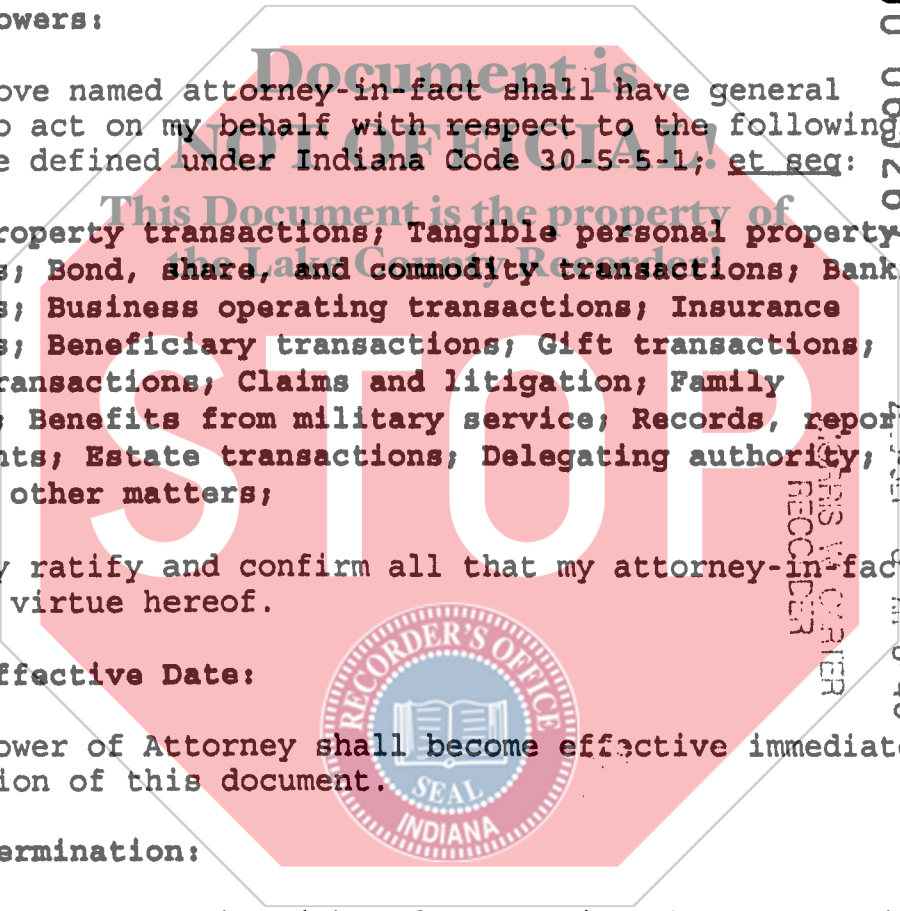 owers:
Document is
ove named attorney-in-fact shall have general
o act on my behalf with respect to the following
NOT OFFICIAL!
e defined under Indiana Code 30-5-5-1; et seq:
This Document is the property of
roperty transactions; Tangible personal property
the Lake County Recorder!
s; Bond, share, and commodity transactions; Bank
s; Business operating transactions; Insurance
s; Beneficiary transactions; Gift transactions;
ransactions; Claims and litigation; Family
; Benefits from military service; Records, repor
nts; Estate transactions; Delegating authority;
other matters;
STOP
y ratify and confirm all that my attorney-in-fac
virtue hereof.
RECORDER
RECORDER'S OFFICE
ffective Date:
ower of Attorney shall become effective immediate
ion of this document.
SEAL
INDIANA
ermination: